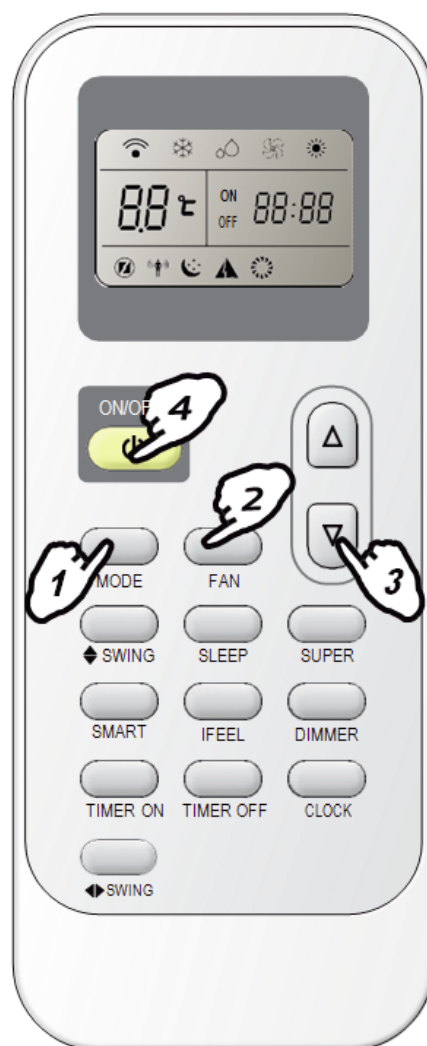 88 ℃ ON 88:88
OFF
ON/OF
4
2
1 3
MODE FAN
SWING SLEEP SUPER
SMART IFEEL DIMMER
TIMER ON TIMER OFF CLOCK
SWING